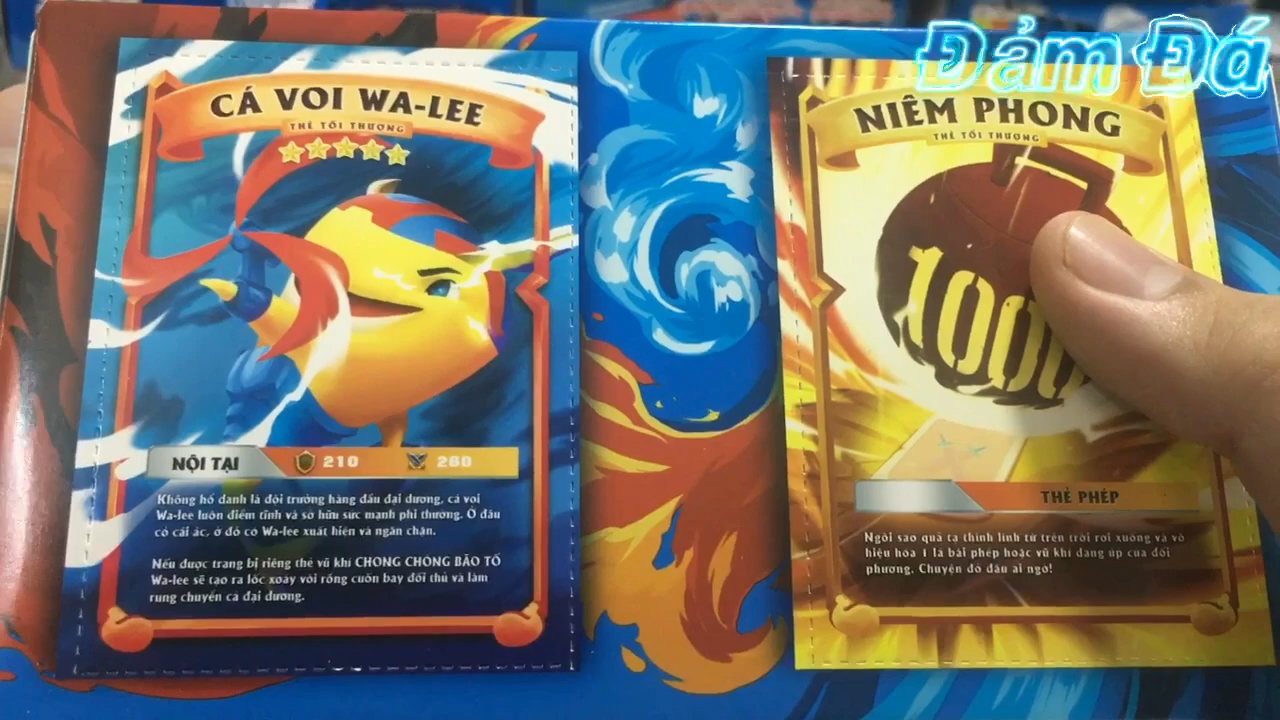 Đảm Đá
CÁ VOI WA-LEE
THẺ TỐI THƯỢNG
NỘI TẠI
210
260
Không hổ danh là đội trưởng hàng đầu đại dương, cá voi
Wa-lee luôn điềm tĩnh và sở hữu sức mạnh phi thường. Ở đâu
có cái ác, ở đó có Wa-lee xuất hiện và ngăn chặn.
Nếu được trang bị riêng thẻ vũ khí CHONG CHÓNG BÃO TỐ
Wa-lee sẽ tạo ra lốc xoáy vòi rồng cuốn bay đối thủ và làm
rung chuyển cả đại dương.
NIÊM PHONG
THẺ TỐI THƯỢNG
1000
THẺ PHÉP
Ngôi sao quả tạ thình lình từ trên trời rơi xuống và vô
hiệu hóa 1 lá bài phép hoặc vũ khí đang úp của đối
phương. Chuyện đó đâu ai ngờ!